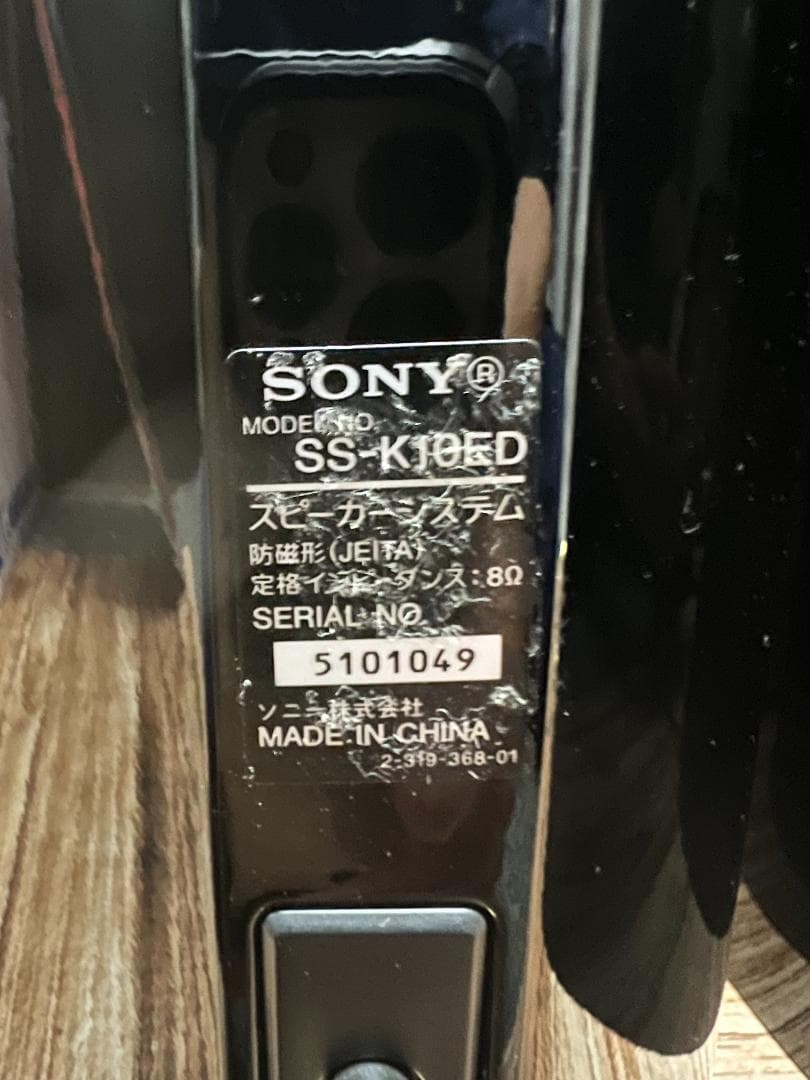 SONY®
MODEL NO.
SS-K10ED
スピーカーシステム
防磁形(JEITA)
定格インピーダンス：8Ω
SERIAL NO.
5101049
ソニー株式会社
MADE IN CHINA
2-319-368-01